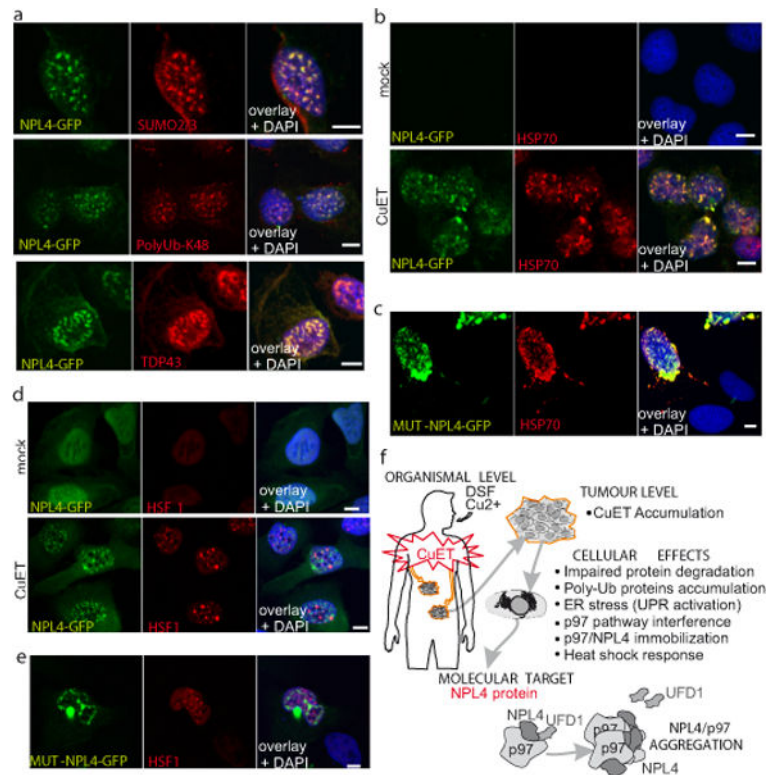 a
NPL4-GFP SUMO2/3 overlay + DAPI
NPL4-GFP PolyUb-K48 overlay + DAPI
NPL4-GFP TDP43 overlay + DAPI
b
mock
NPL4-GFP HSP70 overlay + DAPI
CuET
NPL4-GFP HSP70 overlay + DAPI
c
MUT -NPL4-GFP HSP70 overlay + DAPI
d
mock
NPL4-GFP HSF 1 overlay + DAPI
CuET
NPL4-GFP HSF1 overlay + DAPI
e
MUT -NPL4-GFP HSF1 overlay + DAPI
f
ORGANISMAL LEVEL
DSF
Cu2+
CuET
TUMOUR LEVEL
•CuET Accumulation
CELLULAR EFFECTS
• Impaired protein degradation
• Poly-Ub proteins accumulation
• ER stress (UPR activation)
• p97 pathway interference
• p97/NPL4 immobilization
• Heat shock response
MOLECULAR TARGET
NPL4 protein
NPL4
UFD1
p97
UFD1
p97
p97
NPL4/p97
AGGREGATION
NPL4